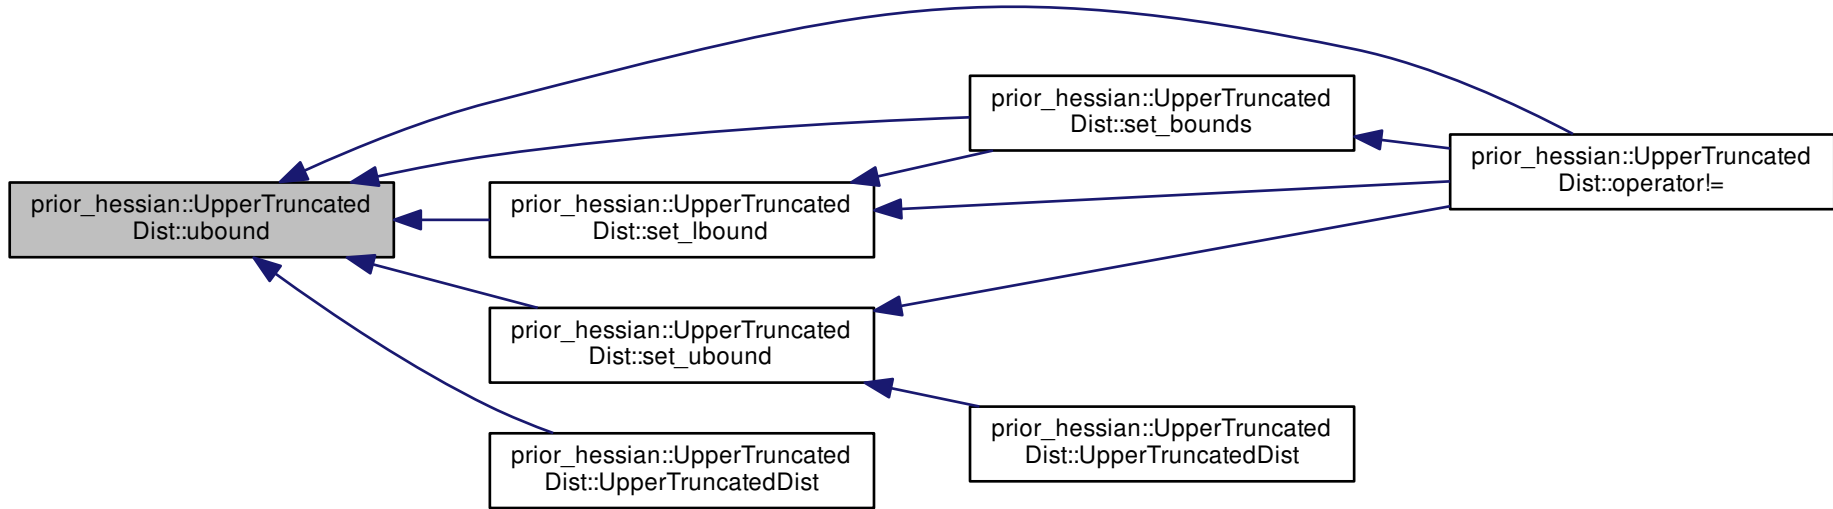 prior_hessian::UpperTruncated
Dist::ubound
prior_hessian::UpperTruncated
Dist::set_lbound
prior_hessian::UpperTruncated
Dist::set_ubound
prior_hessian::UpperTruncated
Dist::UpperTruncatedDist
prior_hessian::UpperTruncated
Dist::set_bounds
prior_hessian::UpperTruncated
Dist::UpperTruncatedDist
prior_hessian::UpperTruncated
Dist::operator!=